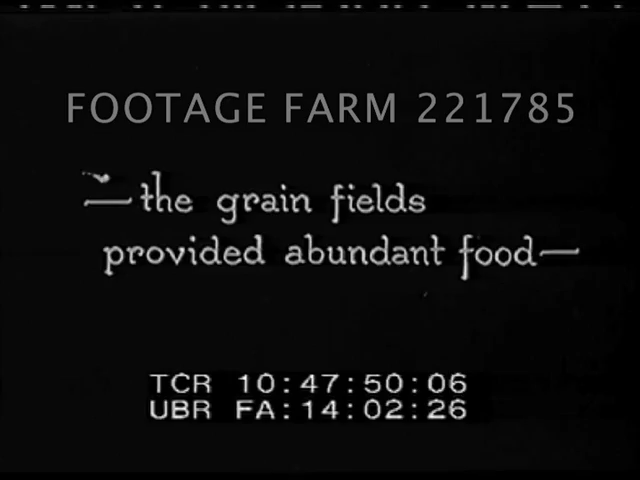 FOOTAGE FARM 221785
— the grain fields
provided abundant food —
TCR 10:47:50:06
UBR FA:14:02:26